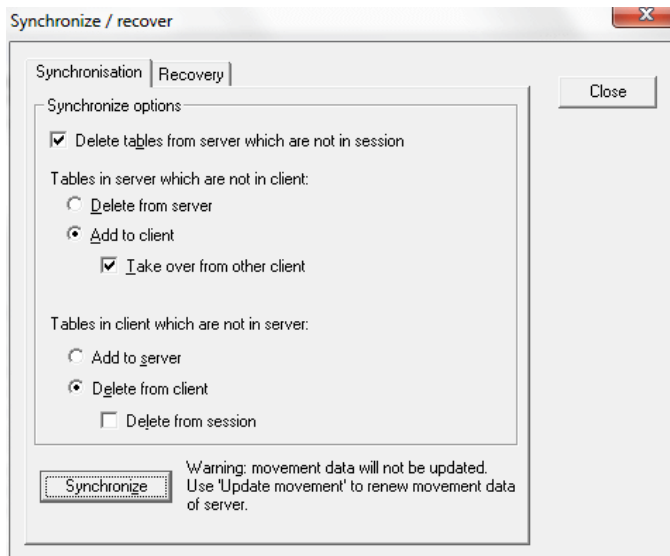 Synchronize / recover
Synchronisation
Recovery
Close
Synchronize options
Delete tables from server which are not in session
Tables in server which are not in client:
Delete from server
Add to client
Take over from other client
Tables in client which are not in server:
Add to server
Delete from client
Delete from session
Synchronize
Warning: movement data will not be updated.
Use 'Update movement' to renew movement data
of server.